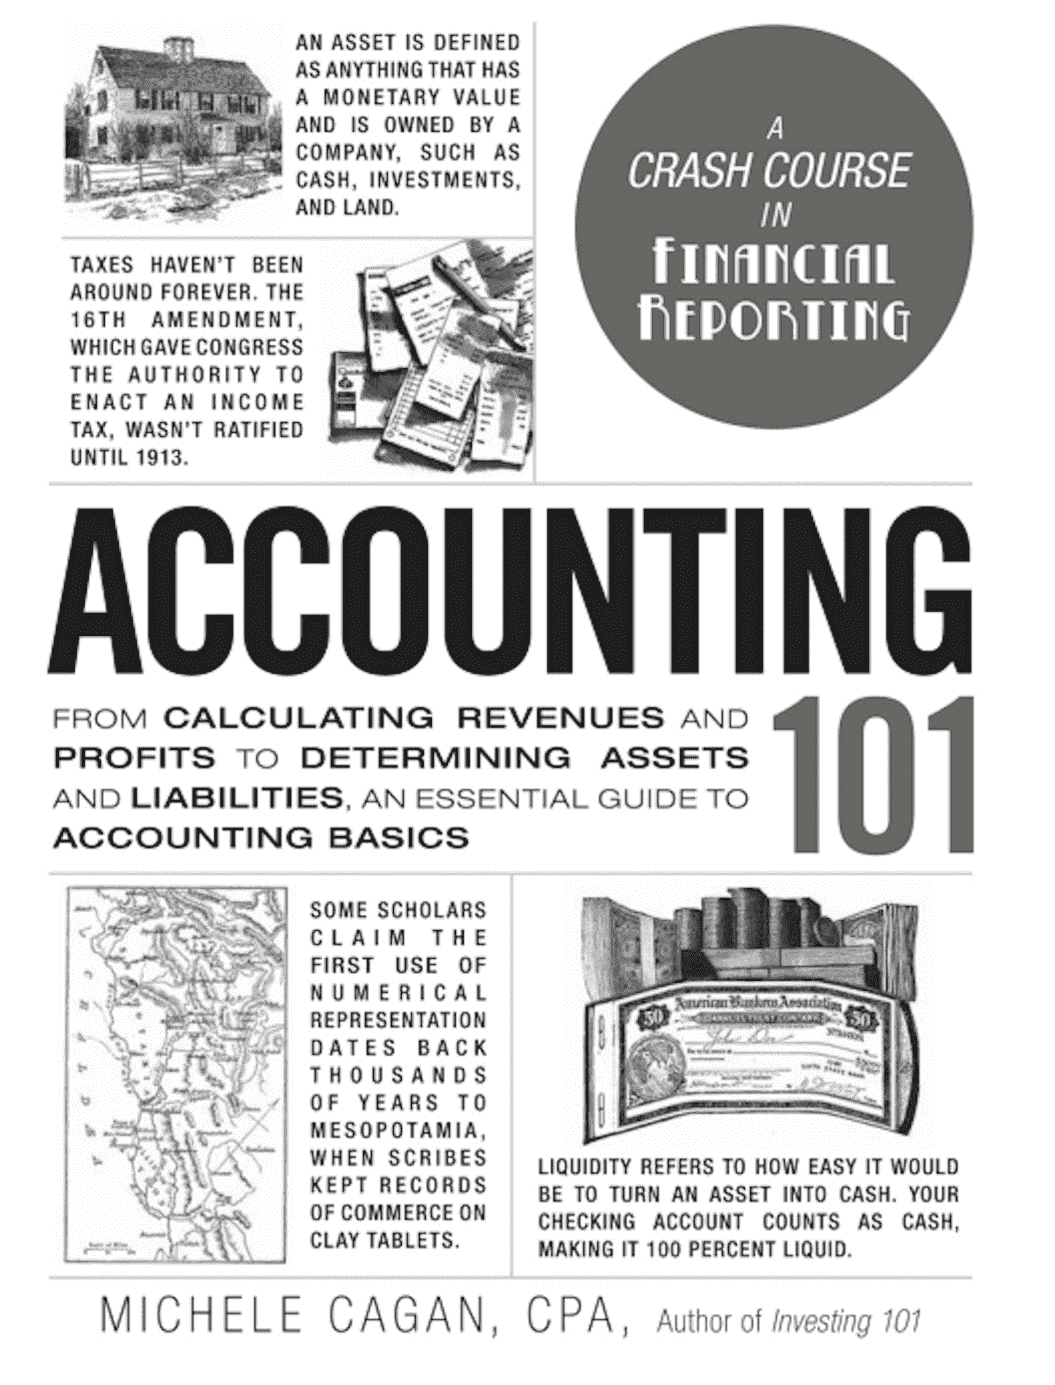 AN ASSET IS DEFINED
AS ANYTHING THAT HAS
A MONETARY VALUE
AND IS OWNED BY A
COMPANY, SUCH AS
CASH, INVESTMENTS,
AND LAND.
TAXES HAVEN'T BEEN
AROUND FOREVER. THE
16TH AMENDMENT,
WHICH GAVE CONGRESS
THE AUTHORITY TO
ENACT AN INCOME
TAX, WASN'T RATIFIED
UNTIL 1913.
A
CRASH COURSE
IN
FINANCIAL
REPORTING
ACCOUNTING
101
FROM CALCULATING REVENUES AND
PROFITS TO DETERMINING ASSETS
AND LIABILITIES, AN ESSENTIAL GUIDE TO
ACCOUNTING BASICS
SOME SCHOLARS
CLAIM THE
FIRST USE OF
NUMERICAL
REPRESENTATION
DATES BACK
THOUSANDS
OF YEARS TO
MESOPOTAMIA,
WHEN SCRIBES
KEPT RECORDS
OF COMMERCE ON
CLAY TABLETS.
American Bankers Association
50 50
LIQUIDITY REFERS TO HOW EASY IT WOULD
BE TO TURN AN ASSET INTO CASH. YOUR
CHECKING ACCOUNT COUNTS AS CASH,
MAKING IT 100 PERCENT LIQUID.
MICHELE CAGAN, CPA, Author of Investing 101